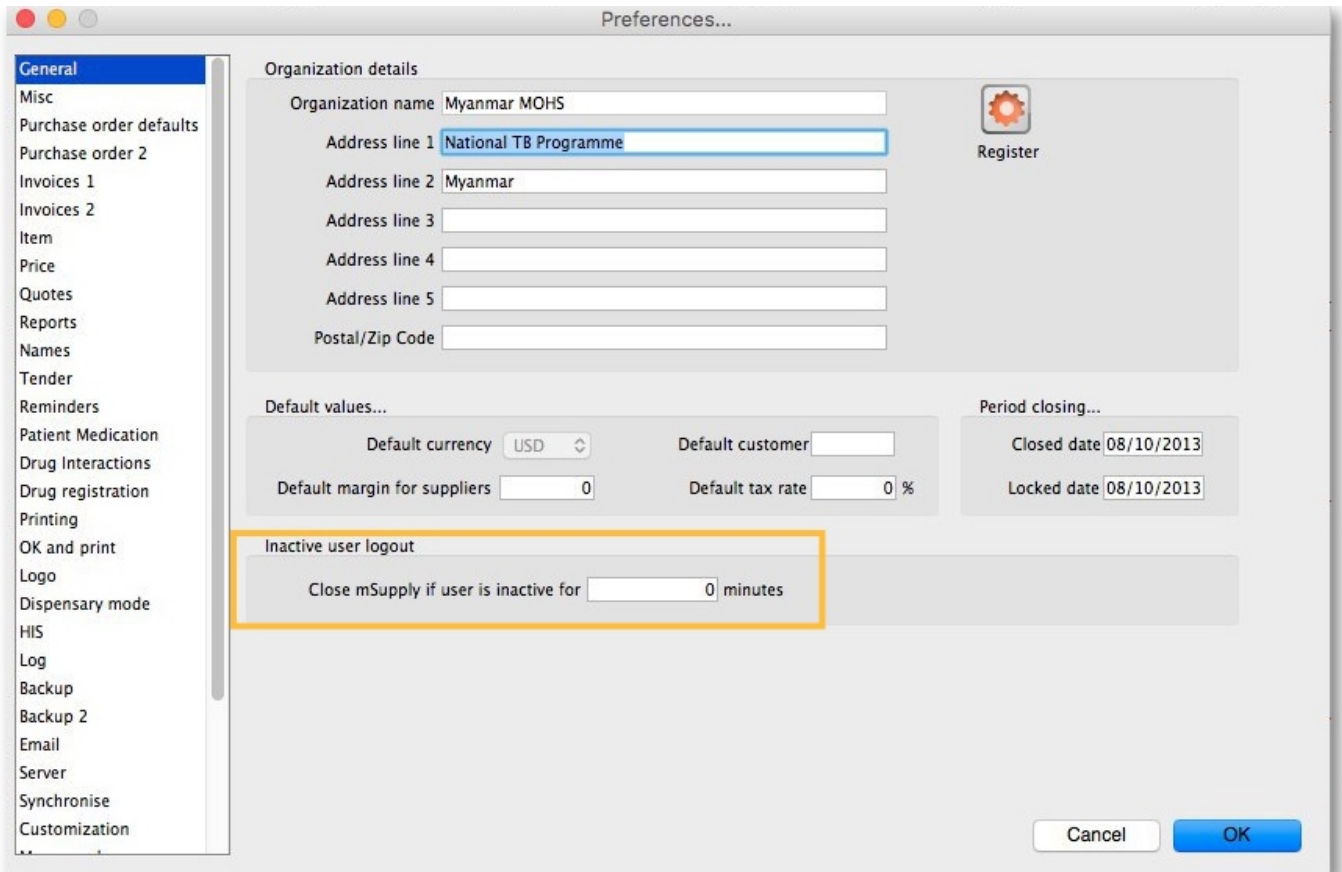 Preferences...
General
Misc
Purchase order defaults
Purchase order 2
Invoices 1
Invoices 2
Item
Price
Quotes
Reports
Names
Tender
Reminders
Patient Medication
Drug Interactions
Drug registration
Printing
OK and print
Logo
Dispensary mode
HIS
Log
Backup
Backup 2
Email
Server
Synchronise
Customization
Organization details
Organization name Myanmar MOHS
Address line 1 National TB Programme
Address line 2 Myanmar
Address line 3
Address line 4
Address line 5
Postal/Zip Code
Register
Default values...
Default currency USD Default customer
Default margin for suppliers 0 Default tax rate 0 %
Period closing...
Closed date 08/10/2013
Locked date 08/10/2013
Inactive user logout
Close mSupply if user is inactive for 0 minutes
Cancel OK